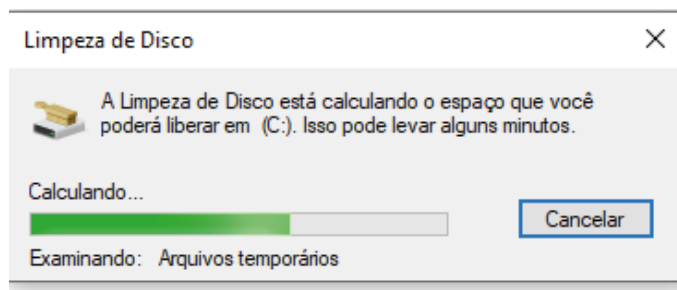 Limpeza de Disco
A Limpeza de Disco está calculando o espaço que você
poderá liberar em (C:). Isso pode levar alguns minutos.
Calculando...
Cancelar
Examinando: Arquivos temporários